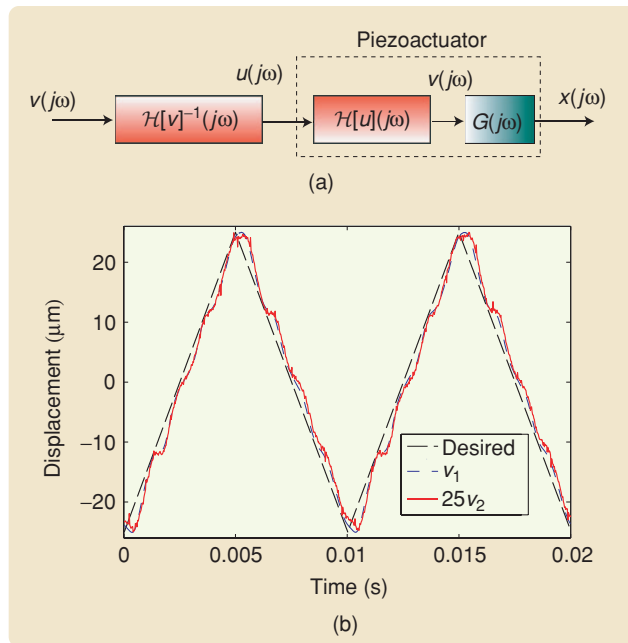 Piezoactuator
v(jω)
u(jω)
v(jω)
x(jω)
ℋ[v]⁻¹(jω)
ℋ[u](jω)
G(jω)
(a)
Displacement (μm)
20
10
0
−10
−20
Desired
v₁
25v₂
0
0.005
0.01
0.015
0.02
Time (s)
(b)